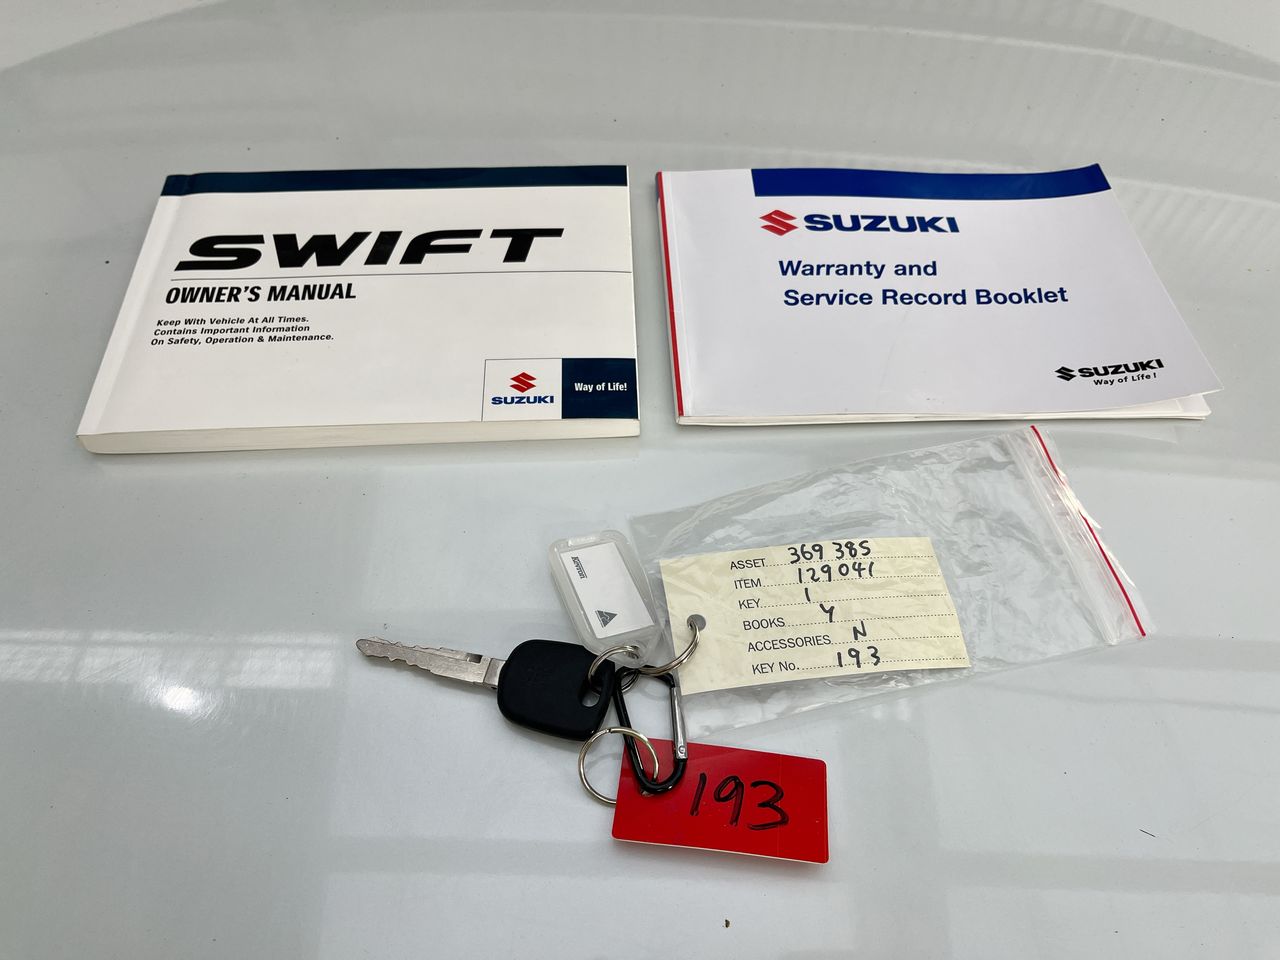 SWIFT
OWNER'S MANUAL
Keep With Vehicle At All Times.
Contains Important Information
On Safety, Operation & Maintenance.
SUZUKI
Way of Life!
SUZUKI
Warranty and
Service Record Booklet
SUZUKI
Way of Life!
ASSET 369 385
ITEM 129041
KEY 1
BOOKS Y
ACCESSORIES N
KEY No. 193
193